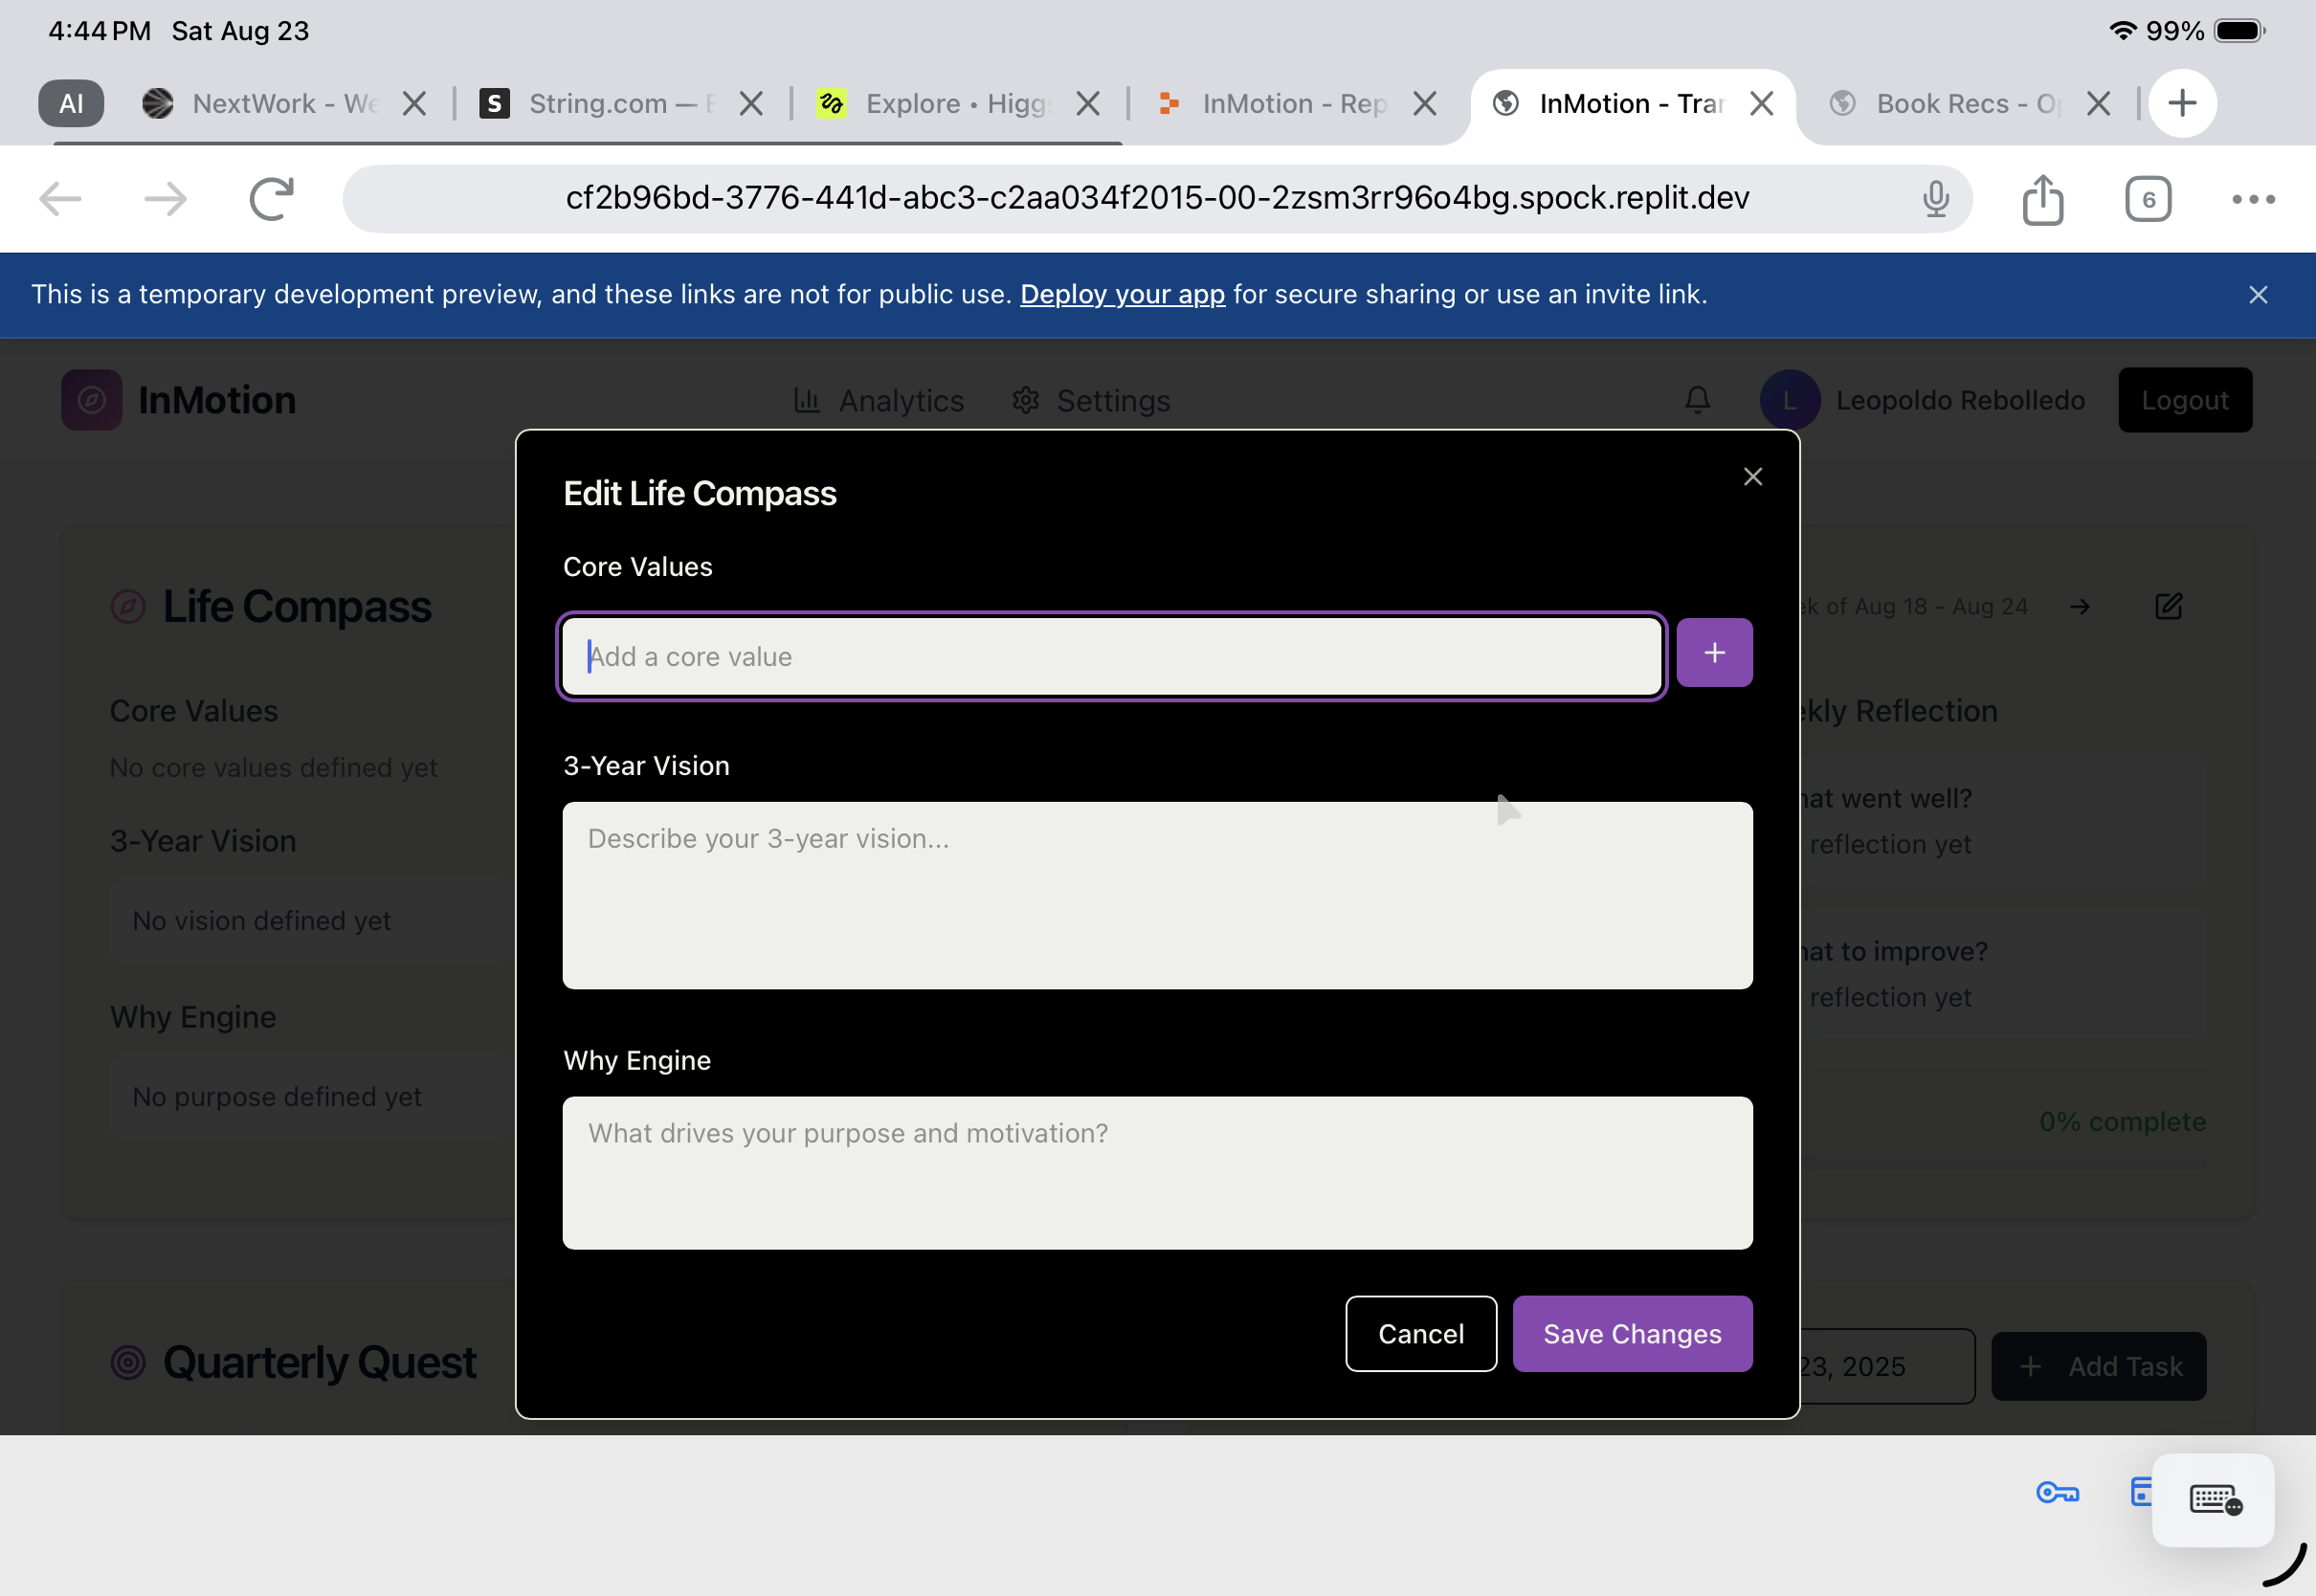 4:44 PM Sat Aug 23
99%
AI
NextWork - We
String.com —
Explore • Higg
InMotion - Rep
InMotion - Tra
Book Recs - O
cf2b96bd-3776-441d-abc3-c2aa034f2015-00-2zsm3rr96o4bg.spock.replit.dev
6
This is a temporary development preview, and these links are not for public use. Deploy your app for secure sharing or use an invite link.
InMotion
Analytics
Settings
L
Leopoldo Rebolledo
Logout
Life Compass
Core Values
No core values defined yet
3-Year Vision
No vision defined yet
Why Engine
No purpose defined yet
Quarterly Quest
Edit Life Compass
Core Values
Add a core value
3-Year Vision
Describe your 3-year vision...
Why Engine
What drives your purpose and motivation?
Cancel
Save Changes
of Aug 18 - Aug 24
Reflection
went well?
reflection yet
to improve?
reflection yet
0% complete
23, 2025
Add Task